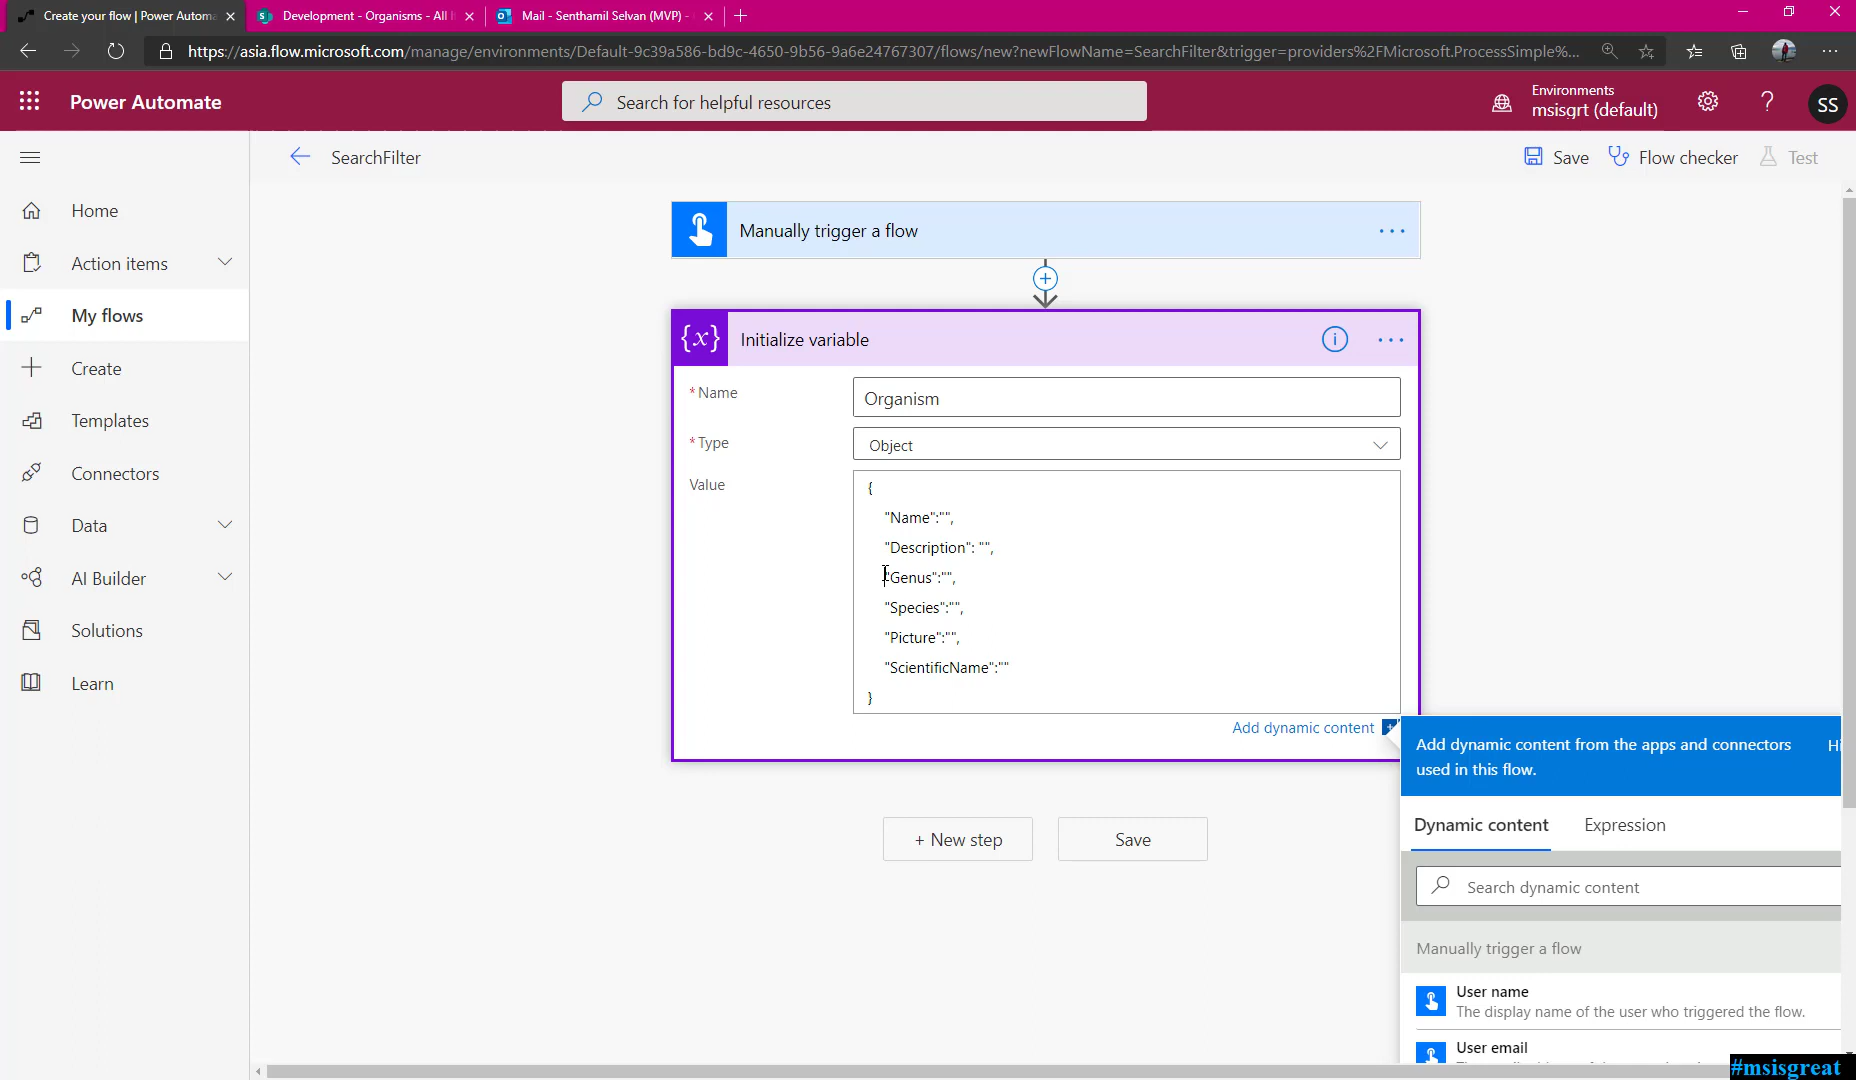 Create your flow | Power Automa
Development - Organisms - All I
Mail - Senthamil Selvan (MVP) -
https://asia.flow.microsoft.com/manage/environments/Default-9c39a586-bd9c-4650-9b56-9a6e24767307/flows/new?newFlowName=SearchFilter&trigger=providers%2FMicrosoft.ProcessSimple%...
Power Automate
Search for helpful resources
Environments
msisgrt (default)
?
SS
SearchFilter
Save
Flow checker
Test
Home
Action items
My flows
Create
Templates
Connectors
Data
AI Builder
Solutions
Learn
Manually trigger a flow
{x}
Initialize variable
* Name
Organism
* Type
Object
Value
{
"Name":"",
"Description": "",
"Genus":"",
"Species":"",
"Picture":"",
"ScientificName":""
}
Add dynamic content
+ New step
Save
Add dynamic content from the apps and connectors
used in this flow.
Hi
Dynamic content
Expression
Search dynamic content
Manually trigger a flow
User name
The display name of the user who triggered the flow.
User email
#msisgreat